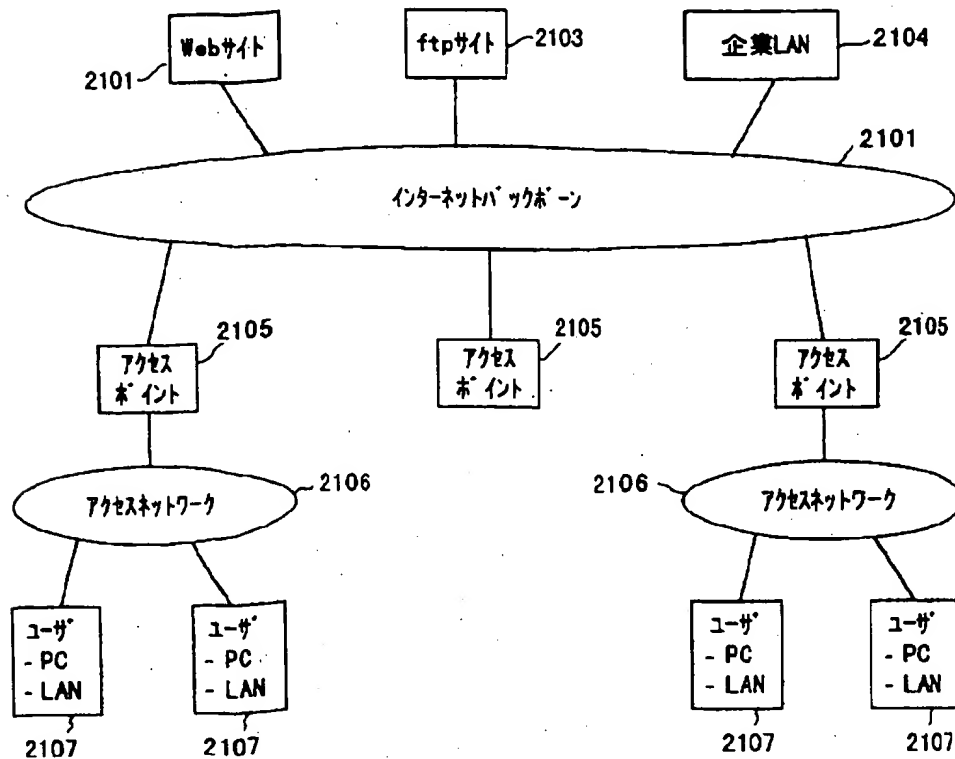 Webサイト
2101
ftpサイト
2103
企業LAN
2104
2101
インターネットバックボーン
アクセス
ポイント
2105
アクセス
ポイント
2105
アクセス
ポイント
2105
アクセスネットワーク
2106
2106
アクセスネットワーク
ユーザ
- PC
- LAN
2107
ユーザ
- PC
- LAN
2107
ユーザ
- PC
- LAN
2107
ユーザ
- PC
- LAN
2107